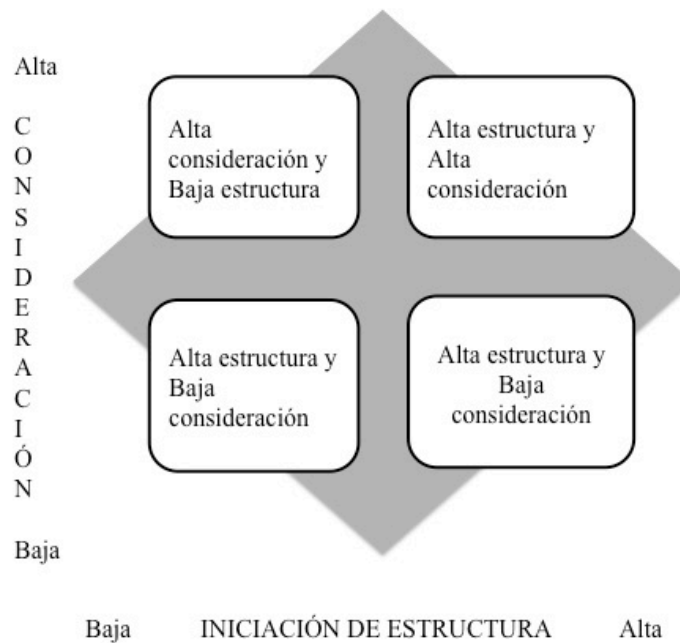 Alta
C
O
N
S
I
D
E
R
A
C
I
Ó
N
Baja
Alta
consideración y
Baja estructura
Alta estructura y
Alta
consideración
Alta estructura y
Baja
consideración
Alta estructura y
Baja
consideración
Baja INICIACIÓN DE ESTRUCTURA Alta